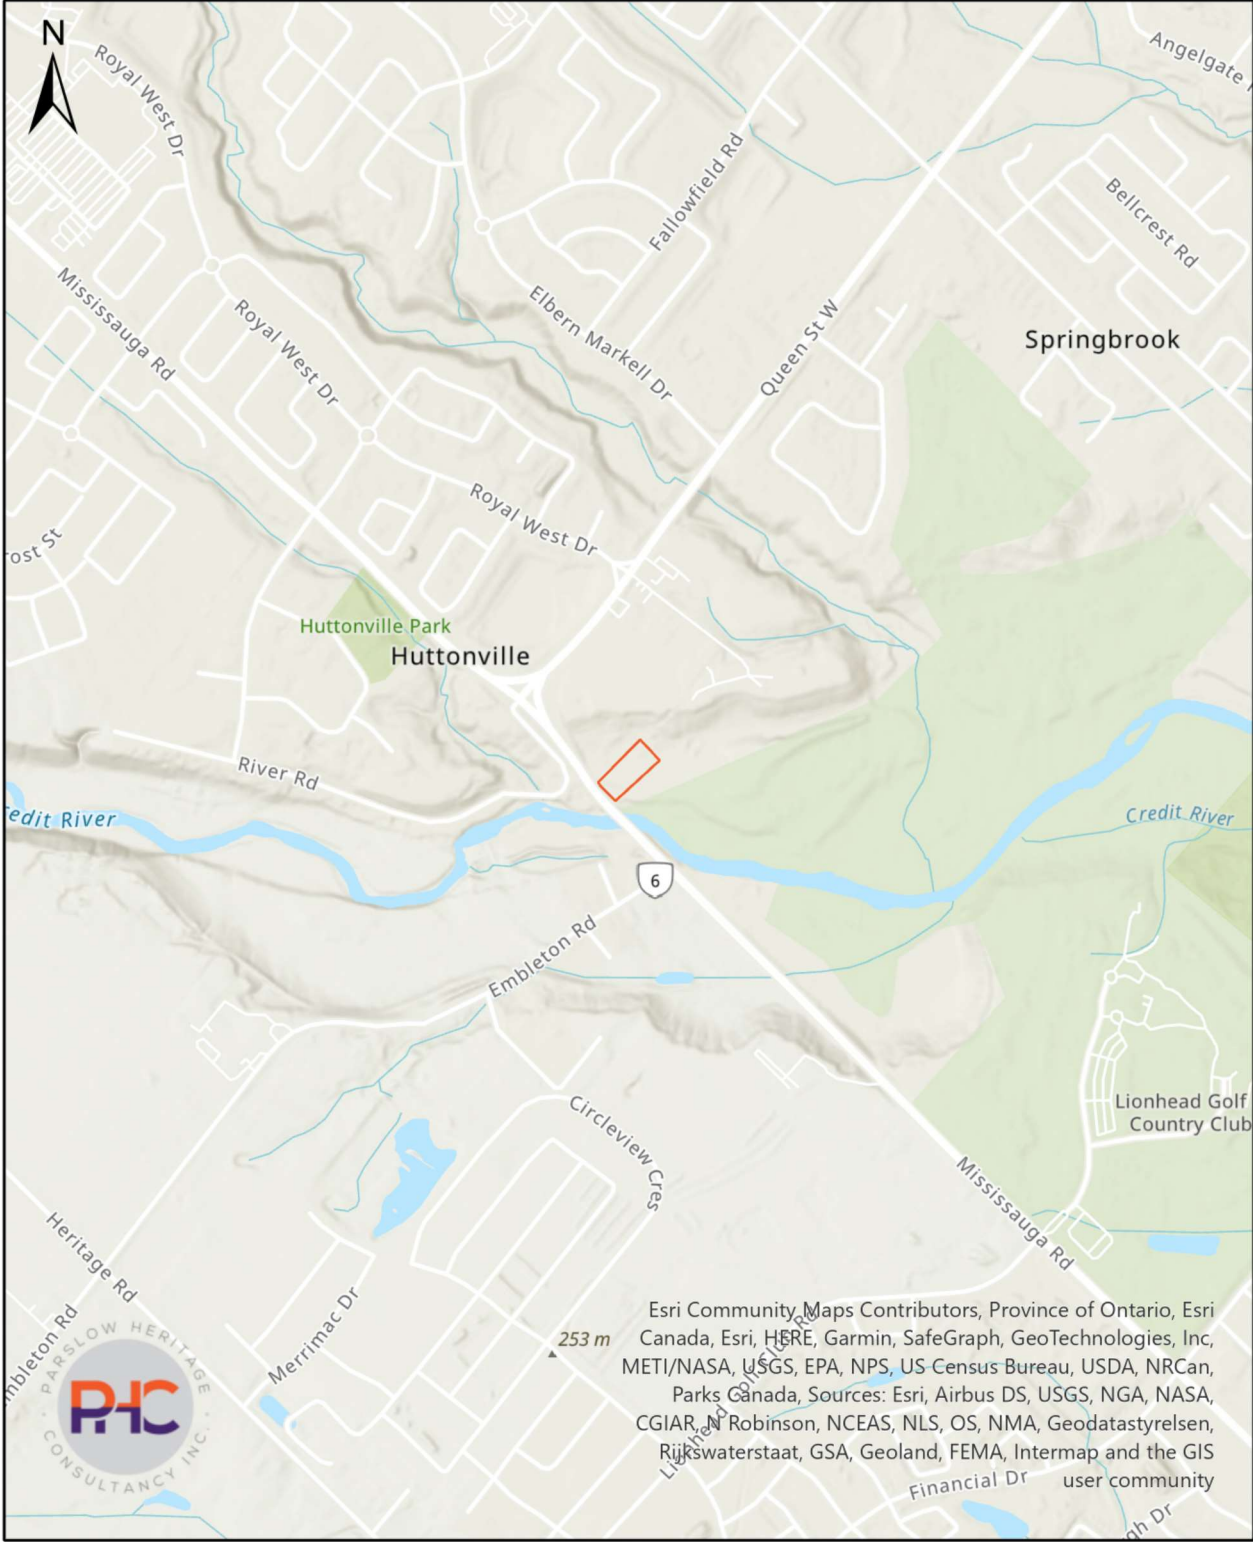 N
Royal West Dr
Angelgate
Fallowfield Rd
Bellcrest Rd
Mississauga Rd
Royal West Dr
Elbern Markell Dr
Queen St W
Springbrook
Royal West Dr
rost St
Huttonville Park
Huttonville
River Rd
redit River
Credit River
6
Embleton Rd
Circleview Cres
Lionhead Golf
Country Club
Mississauga Rd
Heritage Rd
mbleton Rd
Merrimac Dr
253 m
Esri Community Maps Contributors, Province of Ontario, Esri
Canada, Esri, HERE, Garmin, SafeGraph, GeoTechnologies, Inc,
METI/NASA, USGS, EPA, NPS, US Census Bureau, USDA, NRCan,
Parks Canada, Sources: Esri, Airbus DS, USGS, NGA, NASA,
CGIAR, N Robinson, NCEAS, NLS, OS, NMA, Geodatastyrelsen,
Rijkswaterstaat, GSA, Geoland, FEMA, Intermap and the GIS
user community
Financial Dr
gh Dr
PARSLOW HERITAGE
PHC
CONSULTANCY INC.